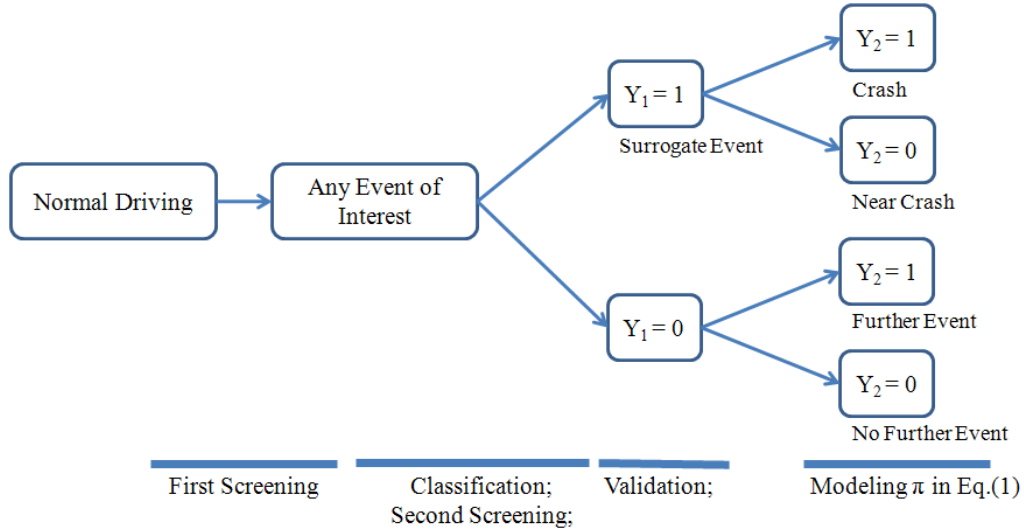 Normal Driving
Any Event of
Interest
Y₁ = 1
Surrogate Event
Y₁ = 0
Y₂ = 1
Crash
Y₂ = 0
Near Crash
Y₂ = 1
Further Event
Y₂ = 0
No Further Event
First Screening
Classification;
Second Screening;
Validation;
Modeling π in Eq.(1)